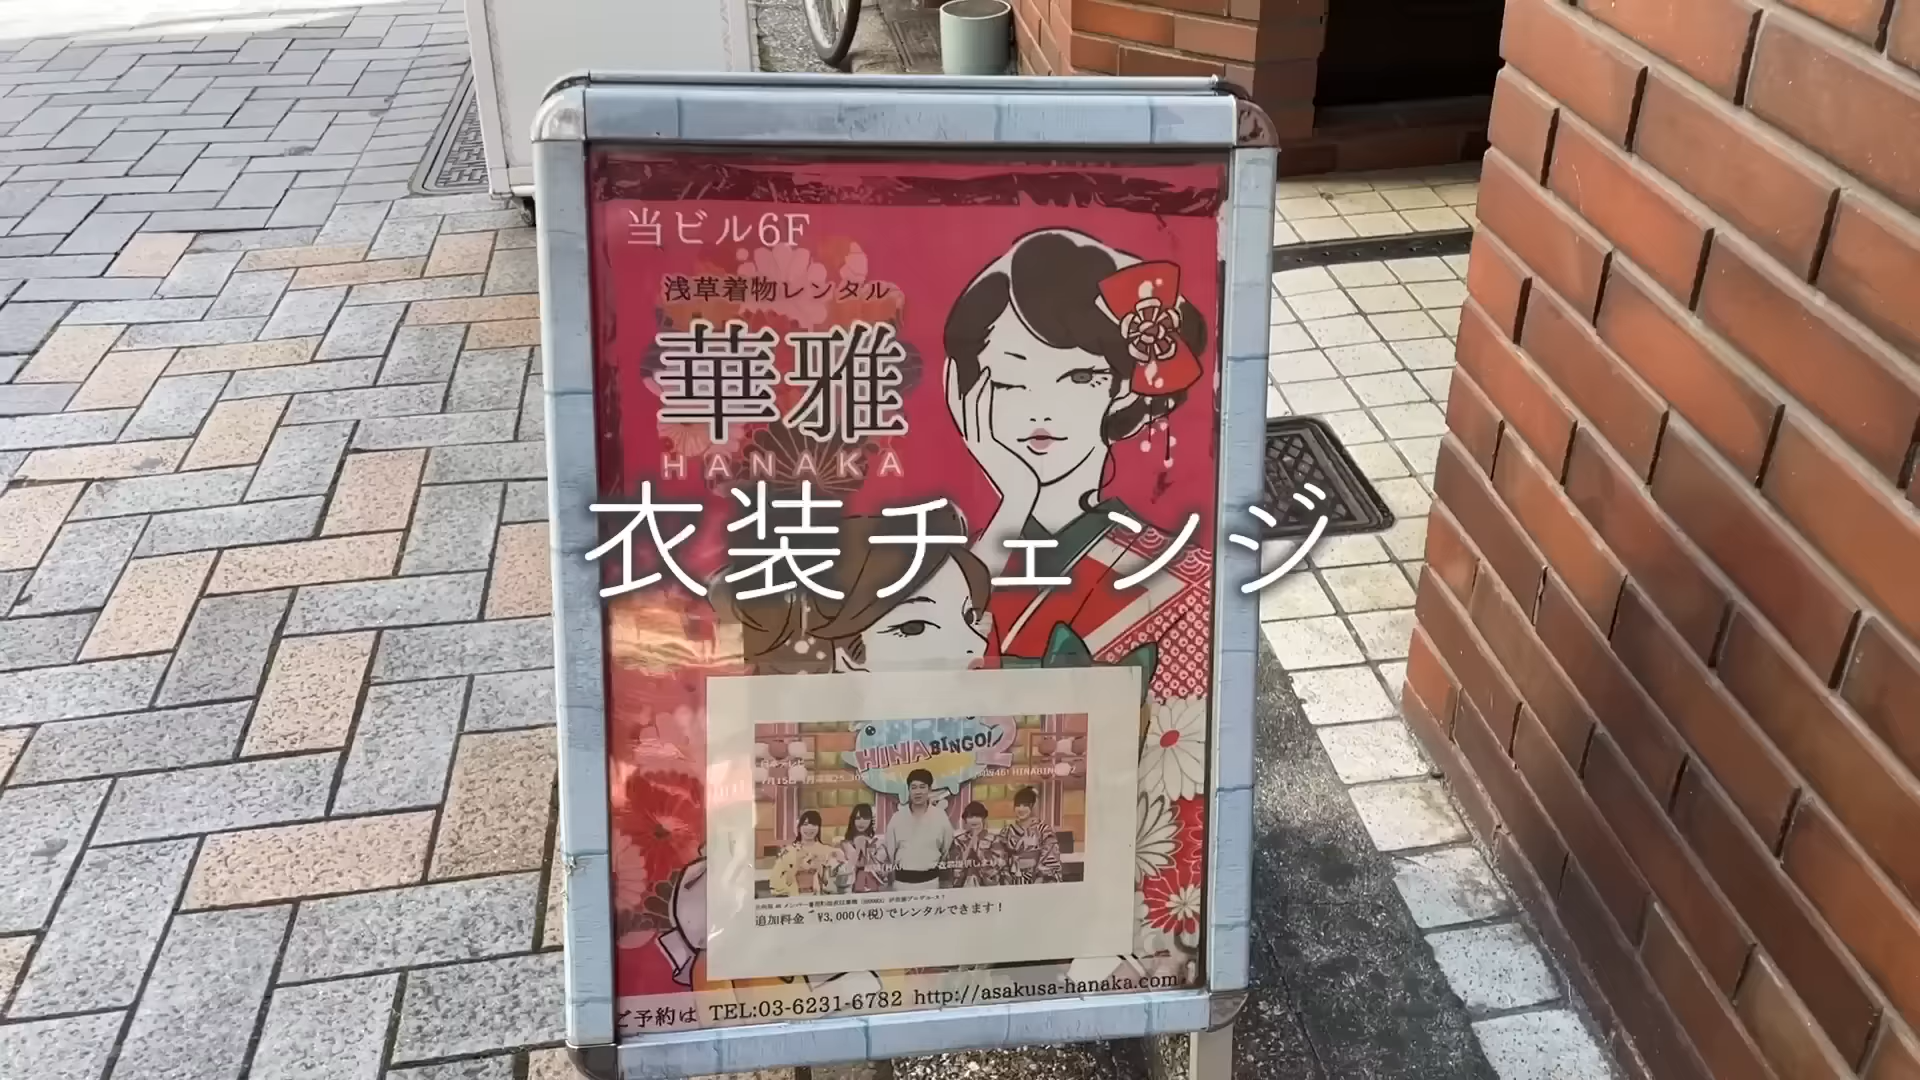 当ビル6F
浅草着物レンタル
華雅
HANAKA
衣装チェンジ
HINABINGO!2
追加料金 ¥3,000(+税)でレンタルできます!
ご予約は TEL:03-6231-6782 http://asakusa-hanaka.com